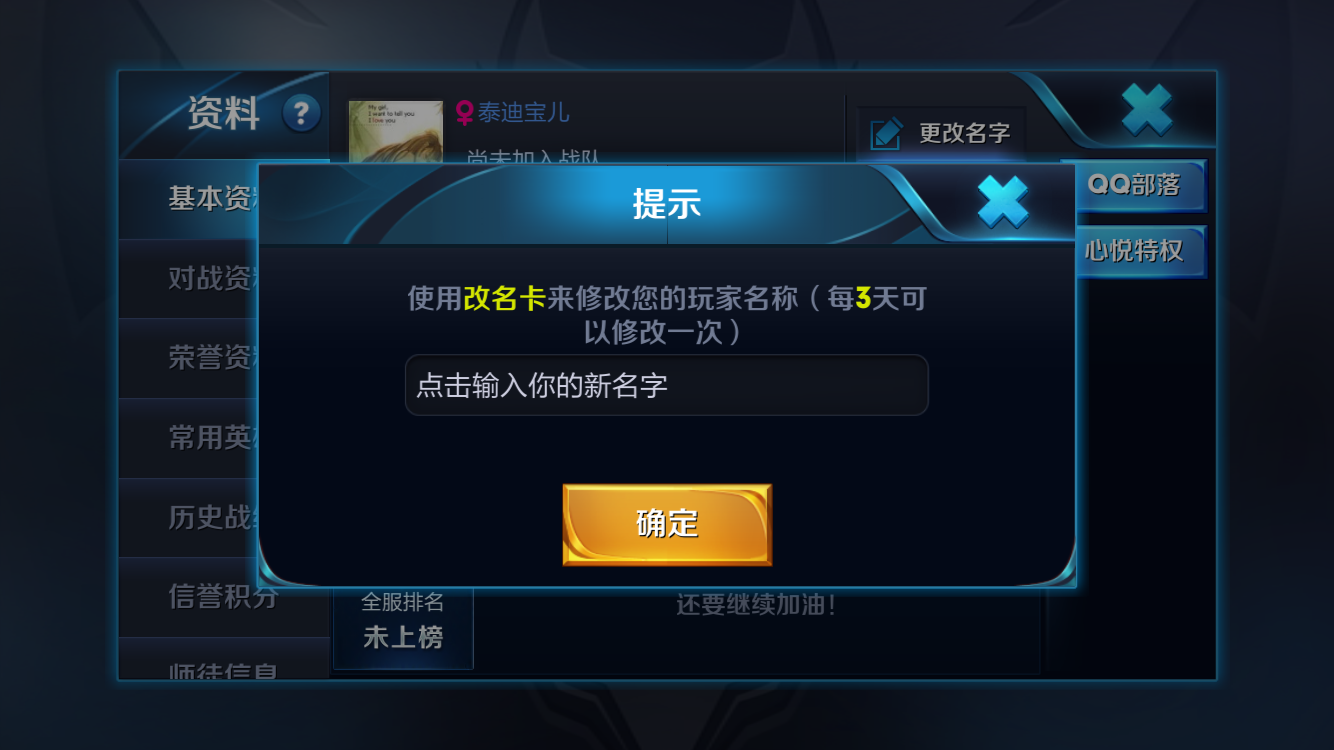 资料
?
My girl,
I want to tell you
I love you.
泰迪宝儿
更改名字
尚未加入战队
基本资
QQ部落
提示
心悦特权
对战资
使用改名卡来修改您的玩家名称（每3天可
以修改一次）
荣誉资
点击输入你的新名字
常用英
历史战
确定
信誉积分
全服排名
还要继续加油！
未上榜
师徒信息